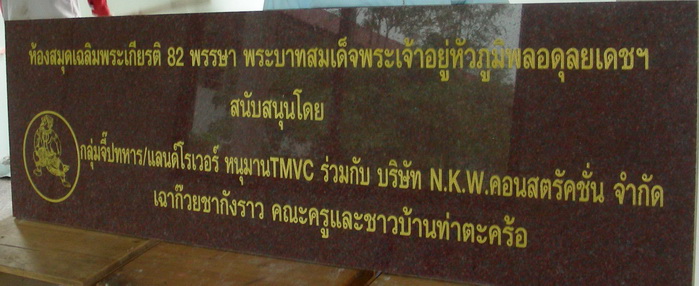 ห้องสมุดเฉลิมพระเกียรติ 82 พรรษา พระบาทสมเด็จพระเจ้าอยู่หัวภูมิพลอดุลยเดชฯ
สนับสนุนโดย
กลุ่มจี๊ปทหาร/แลนด์โรเวอร์ หนุมานTMVC ร่วมกับ บริษัท N.K.W.คอนสตรัคชั่น จำกัด
เฉาก๊วยชากังราว คณะครูและชาวบ้านท่าตะคร้อ